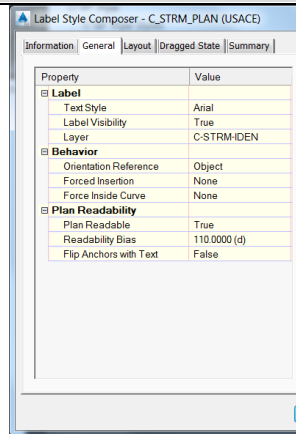 Label Style Composer - C_STRM_PLAN (USACE)
Information General Layout Dragged State Summary
Property Value
Label
Text Style Arial
Label Visibility True
Layer C-STRM-IDEN
Behavior
Orientation Reference Object
Forced Insertion None
Force Inside Curve None
Plan Readability
Plan Readable True
Readability Bias 110.0000 (d)
Flip Anchors with Text False